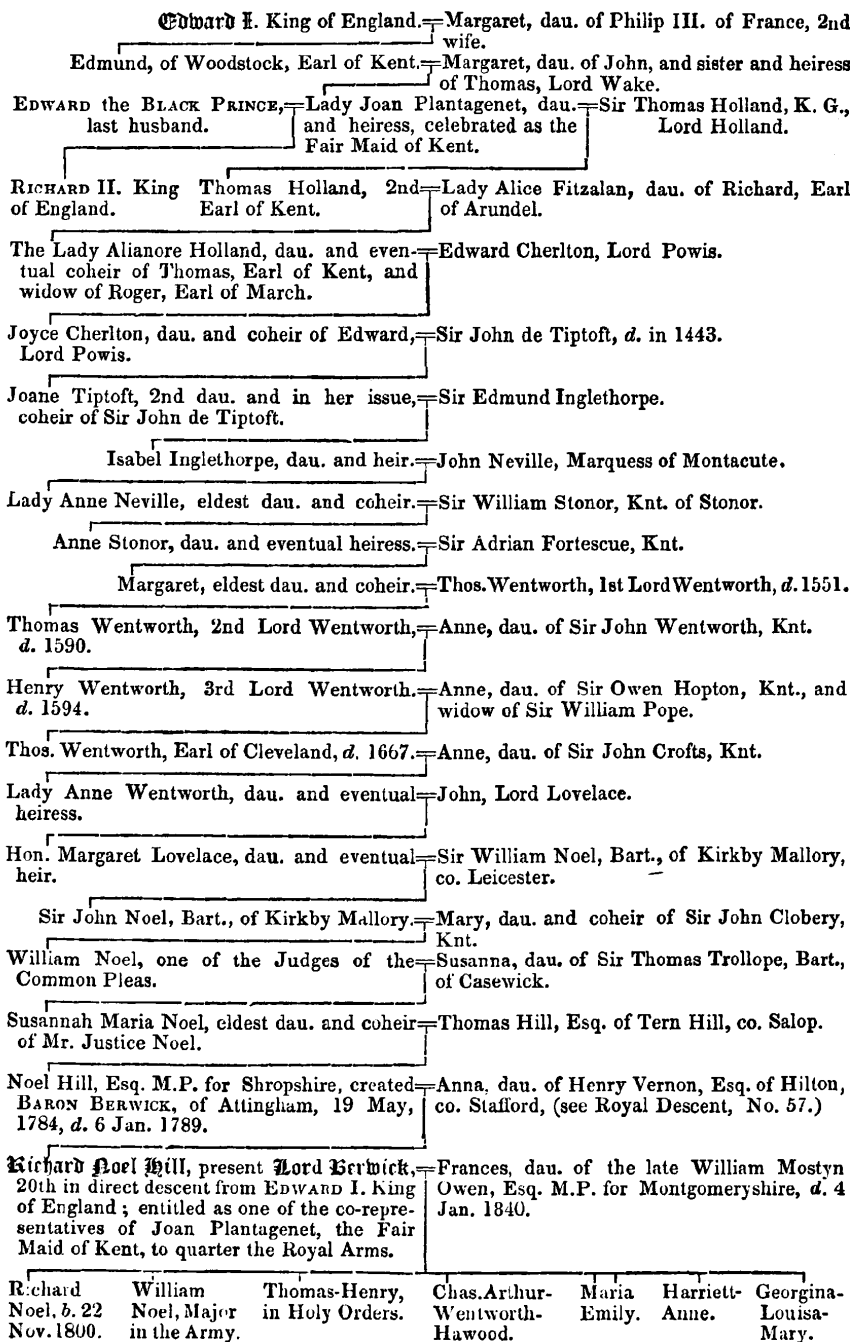 Edward I. King of England.=Margaret, dau. of Philip III. of France, 2nd
wife.
Edmund, of Woodstock, Earl of Kent.=Margaret, dau. of John, and sister and heiress
of Thomas, Lord Wake.
EDWARD the BLACK PRINCE,=Lady Joan Plantagenet, dau.=Sir Thomas Holland, K. G.,
last husband. and heiress, celebrated as the Lord Holland.
Fair Maid of Kent.
RICHARD II. King Thomas Holland, 2nd=Lady Alice Fitzalan, dau. of Richard, Earl
of England. Earl of Kent. of Arundel.
The Lady Alianore Holland, dau. and even-=Edward Cherlton, Lord Powis.
tual coheir of Thomas, Earl of Kent, and
widow of Roger, Earl of March.
Joyce Cherlton, dau. and coheir of Edward,=Sir John de Tiptoft, d. in 1443.
Lord Powis.
Joane Tiptoft, 2nd dau. and in her issue,=Sir Edmund Inglethorpe.
coheir of Sir John de Tiptoft.
Isabel Inglethorpe, dau. and heir.=John Neville, Marquess of Montacute.
Lady Anne Neville, eldest dau. and coheir.=Sir William Stonor, Knt. of Stonor.
Anne Stonor, dau. and eventual heiress.=Sir Adrian Fortescue, Knt.
Margaret, eldest dau. and coheir.=Thos. Wentworth, 1st Lord Wentworth, d. 1551.
Thomas Wentworth, 2nd Lord Wentworth,=Anne, dau. of Sir John Wentworth, Knt.
d. 1590.
Henry Wentworth, 3rd Lord Wentworth.=Anne, dau. of Sir Owen Hopton, Knt., and
d. 1594. widow of Sir William Pope.
Thos. Wentworth, Earl of Cleveland, d. 1667.=Anne, dau. of Sir John Crofts, Knt.
Lady Anne Wentworth, dau. and eventual=John, Lord Lovelace.
heiress.
Hon. Margaret Lovelace, dau. and eventual=Sir William Noel, Bart., of Kirkby Mallory,
heir. co. Leicester.
Sir John Noel, Bart., of Kirkby Mallory.=Mary, dau. and coheir of Sir John Clobery,
Knt.
William Noel, one of the Judges of the=Susanna, dau. of Sir Thomas Trollope, Bart.,
Common Pleas. of Casewick.
Susannah Maria Noel, eldest dau. and coheir=Thomas Hill, Esq. of Tern Hill, co. Salop.
of Mr. Justice Noel.
Noel Hill, Esq. M.P. for Shropshire, created=Anna, dau. of Henry Vernon, Esq. of Hilton,
BARON BERWICK, of Attingham, 19 May, co. Stafford, (see Royal Descent, No. 57.)
1784, d. 6 Jan. 1789.
Richard Noel Hill, present Lord Berwick,=Frances, dau. of the late William Mostyn
20th in direct descent from EDWARD I. King Owen, Esq. M.P. for Montgomeryshire, d. 4
of England; entitled as one of the co-repre- Jan. 1840.
sentatives of Joan Plantagenet, the Fair
Maid of Kent, to quarter the Royal Arms.
Richard William Thomas-Henry, Chas. Arthur- Maria Harriett- Georgina-
Noel, b. 22 Noel, Major in Holy Orders. Wentworth- Emily. Anne. Louisa-
Nov. 1800. in the Army. Hawood. Mary.